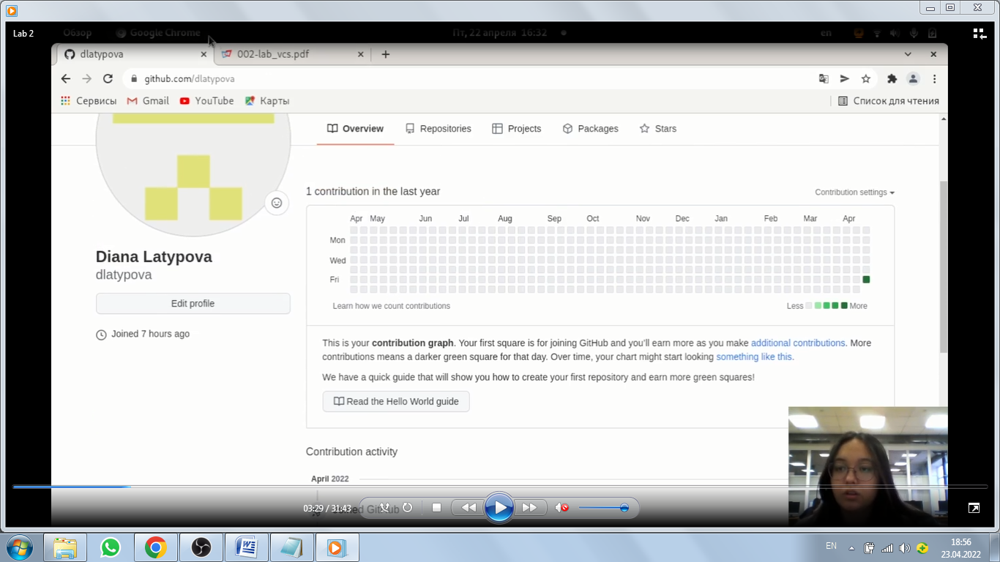 Lab 2
Обзор Google Chrome Пт, 22 апреля 16:32 en
dlatypova 002-lab_vcs.pdf
github.com/dlatypova
Сервисы Gmail YouTube Карты Список для чтения
Overview Repositories Projects Packages Stars
1 contribution in the last year Contribution settings
Apr May Jun Jul Aug Sep Oct Nov Dec Jan Feb Mar Apr
Mon
Wed
Fri
Learn how we count contributions Less More
Diana Latypova
dlatypova
Edit profile
Joined 7 hours ago
This is your contribution graph. Your first square is for joining GitHub and you'll earn more as you make additional contributions. More
contributions means a darker green square for that day. Over time, your chart might start looking something like this.
We have a quick guide that will show you how to create your first repository and earn more green squares!
Read the Hello World guide
Contribution activity
April 2022
Joined GitHub
03:29 / 31:43
EN 18:56
23.04.2022